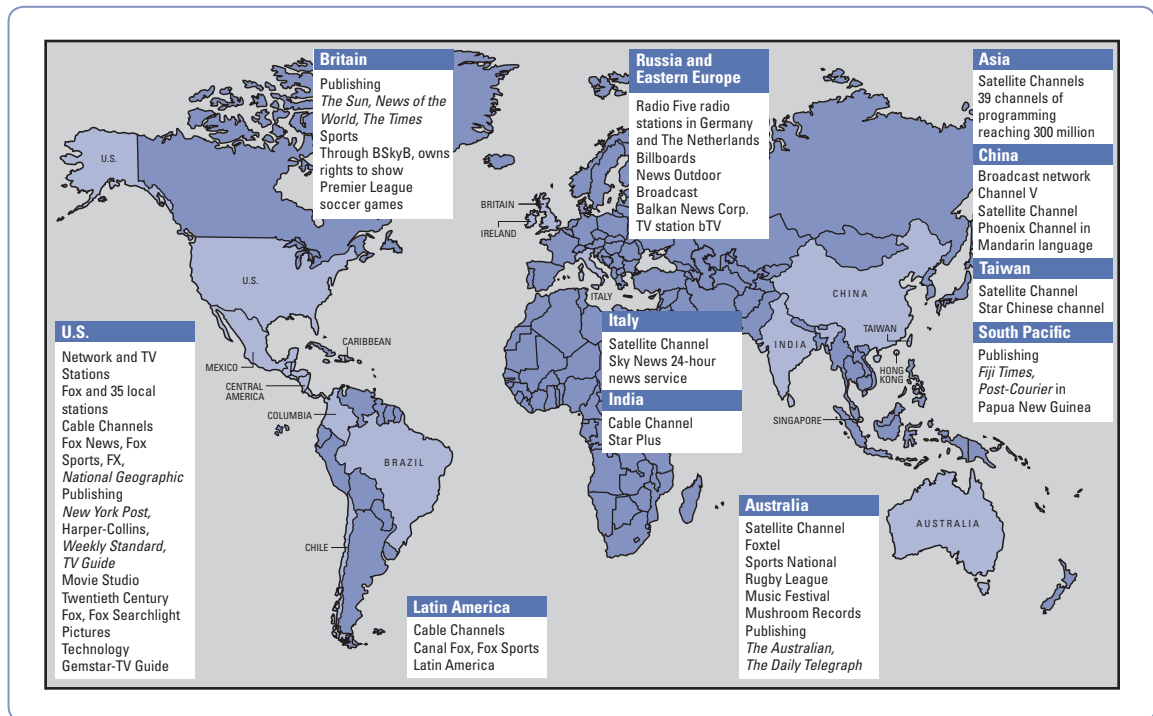 Britain
Publishing
The Sun, News of the
World, The Times
Sports
Through BSkyB, owns
rights to show
Premier League
soccer games
Russia and
Eastern Europe
Radio Five radio
stations in Germany
and The Netherlands
Billboards
News Outdoor
Broadcast
Balkan News Corp.
TV station bTV
Asia
Satellite Channels
39 channels of
programming
reaching 300 million
China
Broadcast network
Channel V
Satellite Channel
Phoenix Channel in
Mandarin language
Taiwan
Satellite Channel
Star Chinese channel
South Pacific
Publishing
Fiji Times,
Post-Courier in
Papua New Guinea
U.S.
BRITAIN
IRELAND
U.S.
ITALY
CHINA
TAIWAN
INDIA
HONG
KONG
SINGAPORE
U.S.
Network and TV
Stations
Fox and 35 local
stations
Cable Channels
Fox News, Fox
Sports, FX,
National Geographic
Publishing
New York Post,
Harper-Collins,
Weekly Standard,
TV Guide
Movie Studio
Twentieth Century
Fox, Fox Searchlight
Pictures
Technology
Gemstar-TV Guide
CARIBBEAN
MEXICO
CENTRAL
AMERICA
COLUMBIA
BRAZIL
CHILE
Italy
Satellite Channel
Sky News 24-hour
news service
India
Cable Channel
Star Plus
Latin America
Cable Channels
Canal Fox, Fox Sports
Latin America
Australia
Satellite Channel
Foxtel
Sports National
Rugby League
Music Festival
Mushroom Records
Publishing
The Australian,
The Daily Telegraph
AUSTRALIA